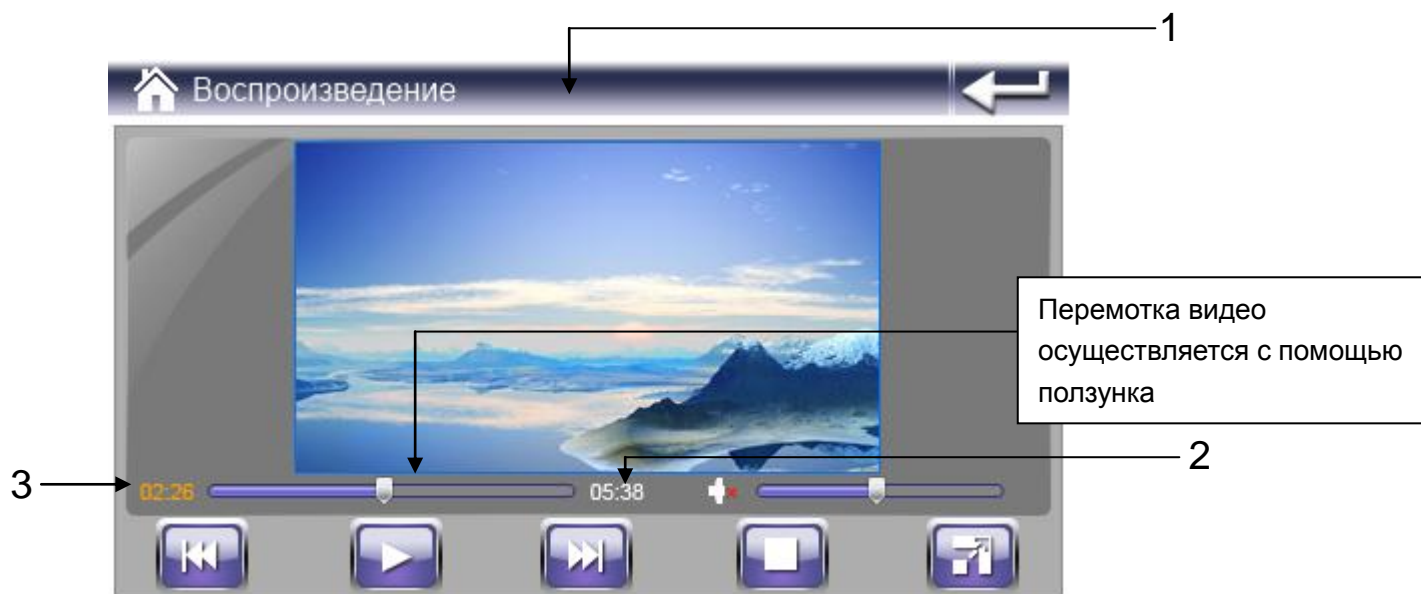 1
Воспроизведение
Перемотка видео
осуществляется с помощью
ползунка
2
3
02:26
05:38